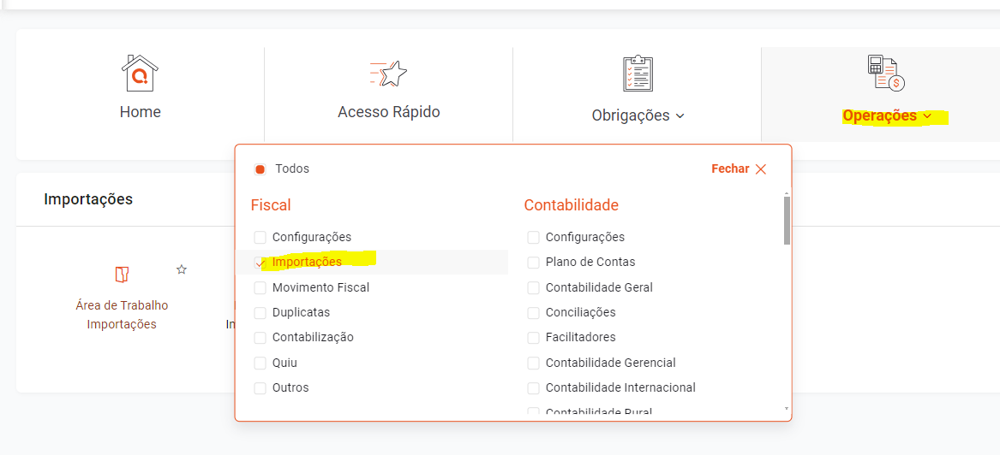 Home
Acesso Rápido
Obrigações
Operações
Todos
Fechar
Importações
Fiscal
Contabilidade
Configurações
Configurações
Importações
Plano de Contas
Movimento Fiscal
Contabilidade Geral
Duplicatas
Conciliações
Contabilização
Facilitadores
Quiu
Contabilidade Gerencial
Outros
Contabilidade Internacional
Contabilidade Rural
Área de Trabalho
Importações